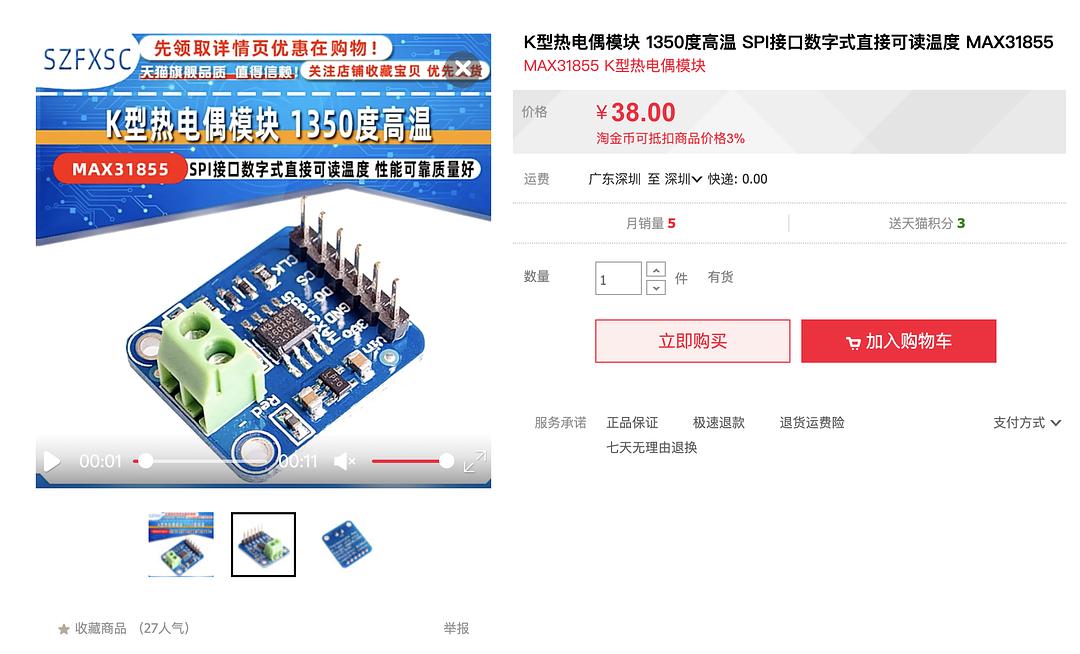 SZFXSC
先领取详情页优惠在购物！
天猫旗舰品质 值得信赖！
关注店铺收藏宝贝 优先
货
K型热电偶模块 1350度高温
MAX31855
SPI接口数字式直接可读温度 性能可靠质量好
CLK
CS
DO
GND
3Vo
Vin
MAX31855
Red
00:01
00:11
收藏商品 (27人气)
举报
K型热电偶模块 1350度高温 SPI接口数字式直接可读温度 MAX31855
MAX31855 K型热电偶模块
价格
¥38.00
淘金币可抵扣商品价格3%
运费
广东深圳 至 深圳 快递: 0.00
月销量 5
送天猫积分 3
数量
1
件
有货
立即购买
加入购物车
服务承诺 正品保证 极速退款 退货运费险 支付方式
七天无理由退换